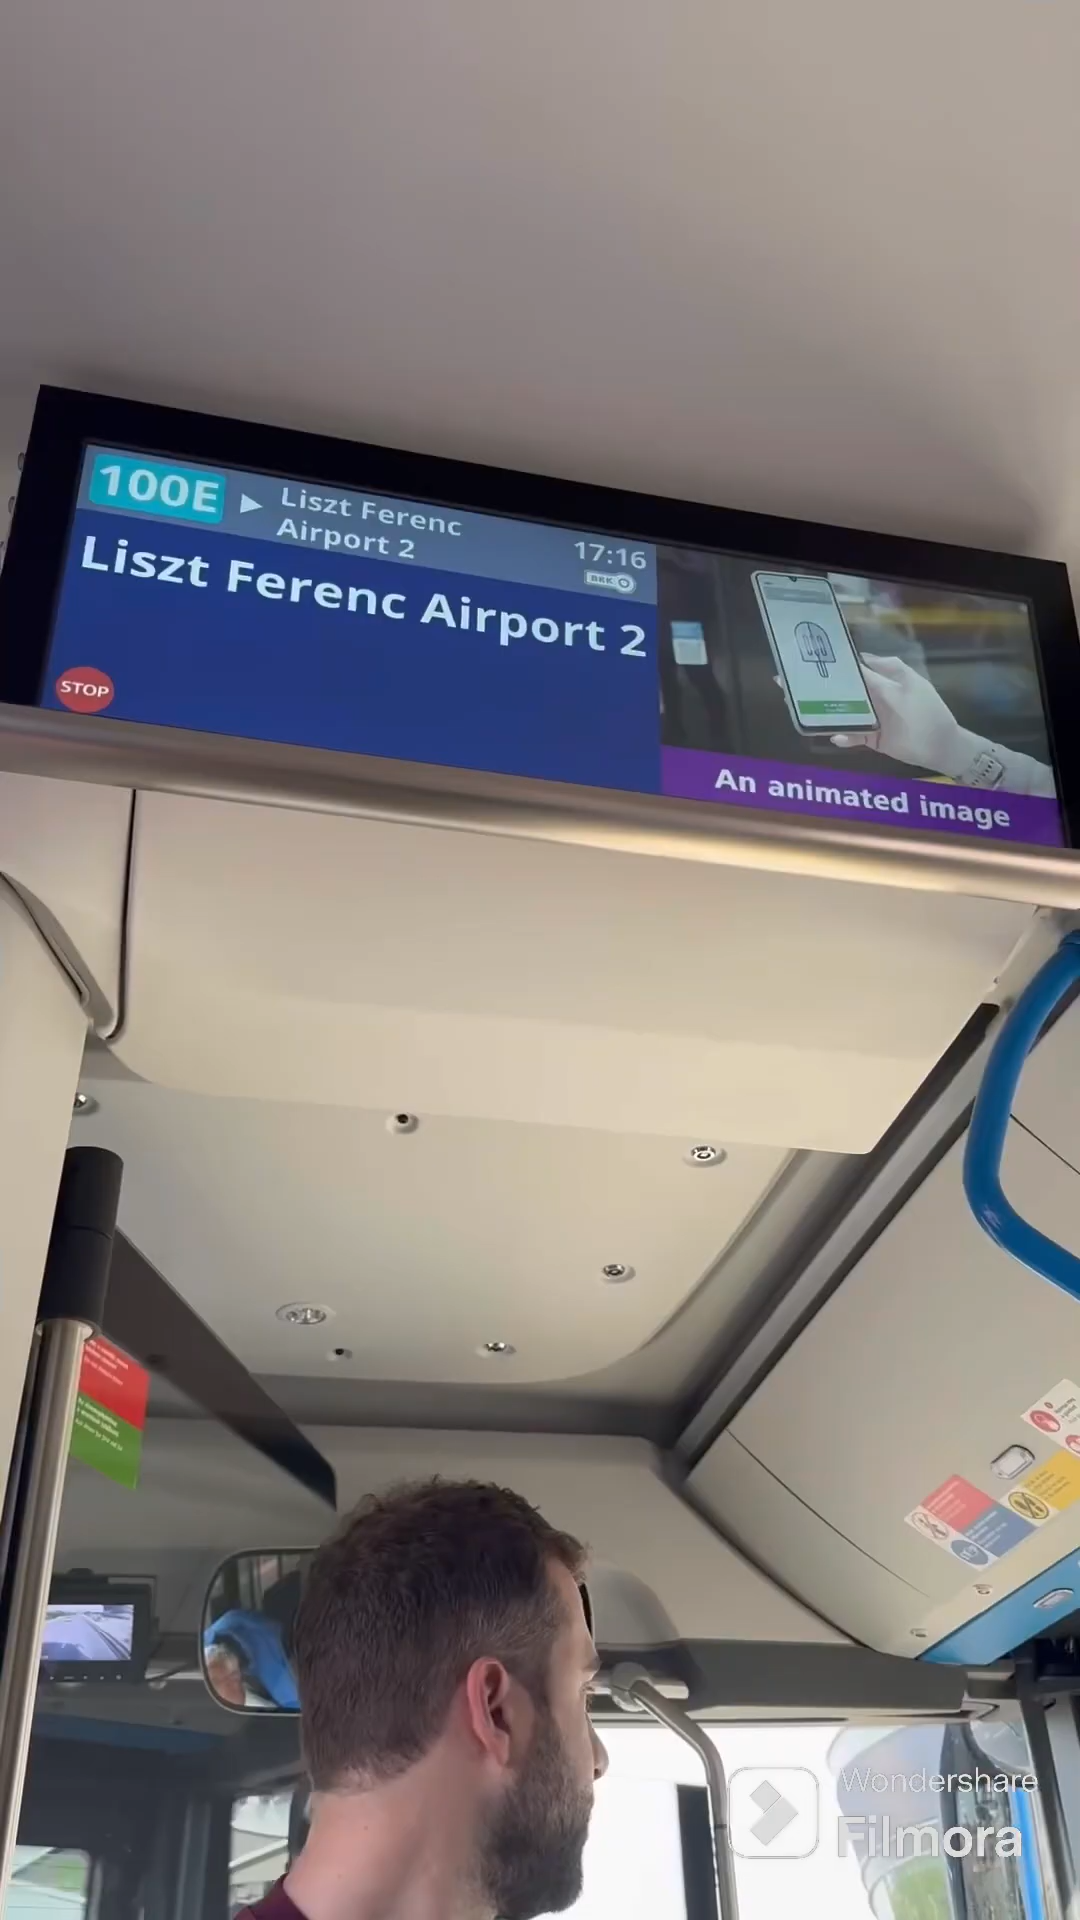 100E
Liszt Ferenc
Airport 2
17:16
BKK
Liszt Ferenc Airport 2
STOP
An animated image
Wondershare
Filmora